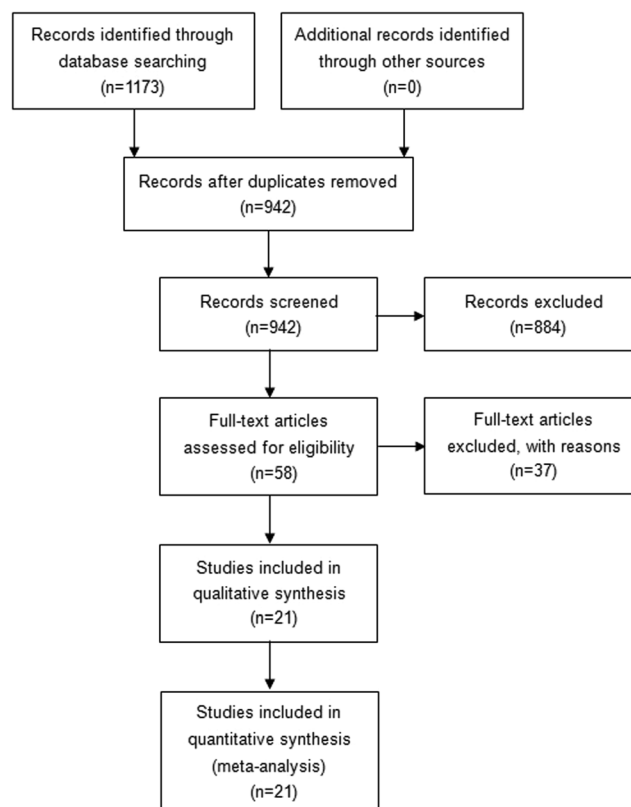 Records identified through
database searching
(n=1173)
Additional records identified
through other sources
(n=0)
Records after duplicates removed
(n=942)
Records screened
(n=942)
Records excluded
(n=884)
Full-text articles
assessed for eligibility
(n=58)
Full-text articles
excluded, with reasons
(n=37)
Studies included in
qualitative synthesis
(n=21)
Studies included in
quantitative synthesis
(meta-analysis)
(n=21)